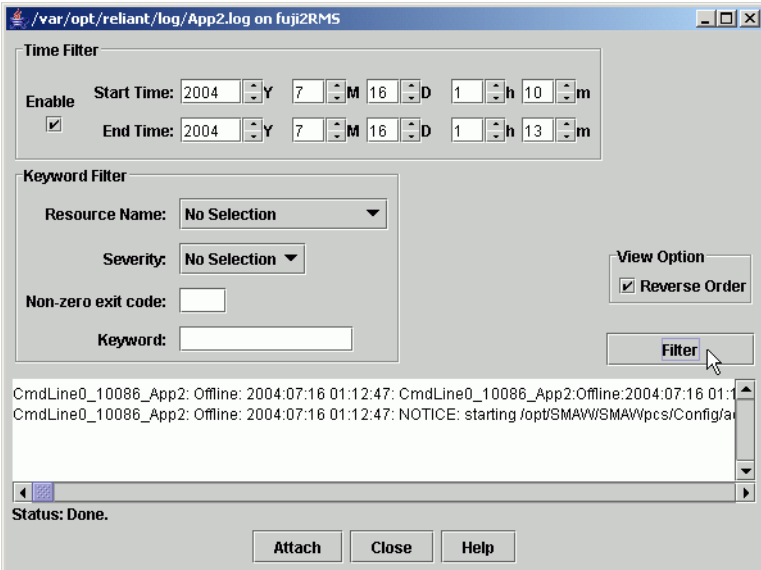 /var/opt/reliant/log/App2.log on fuji2RMS
Time Filter
Enable
Start Time: 2004 Y 7 M 16 D 1 h 10 m
End Time: 2004 Y 7 M 16 D 1 h 13 m
Keyword Filter
Resource Name: No Selection
Severity: No Selection
Non-zero exit code:
Keyword:
View Option
Reverse Order
Filter
CmdLine0_10086_App2: Offline: 2004:07:16 01:12:47: CmdLine0_10086_App2:Offline:2004:07:16 01:1
CmdLine0_10086_App2: Offline: 2004:07:16 01:12:47: NOTICE: starting /opt/SMAW/SMAWpcs/Config/a
Status: Done.
Attach Close Help